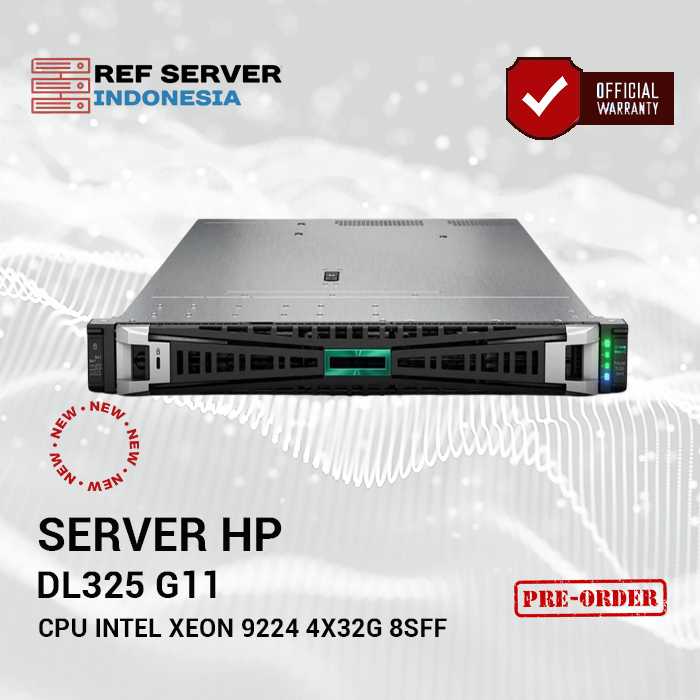 REF SERVER
INDONESIA
OFFICIAL
WARRANTY
NEW • NEW • NEW • NEW • NEW •
SERVER HP
DL325 G11
PRE-ORDER
CPU INTEL XEON 9224 4X32G 8SFF